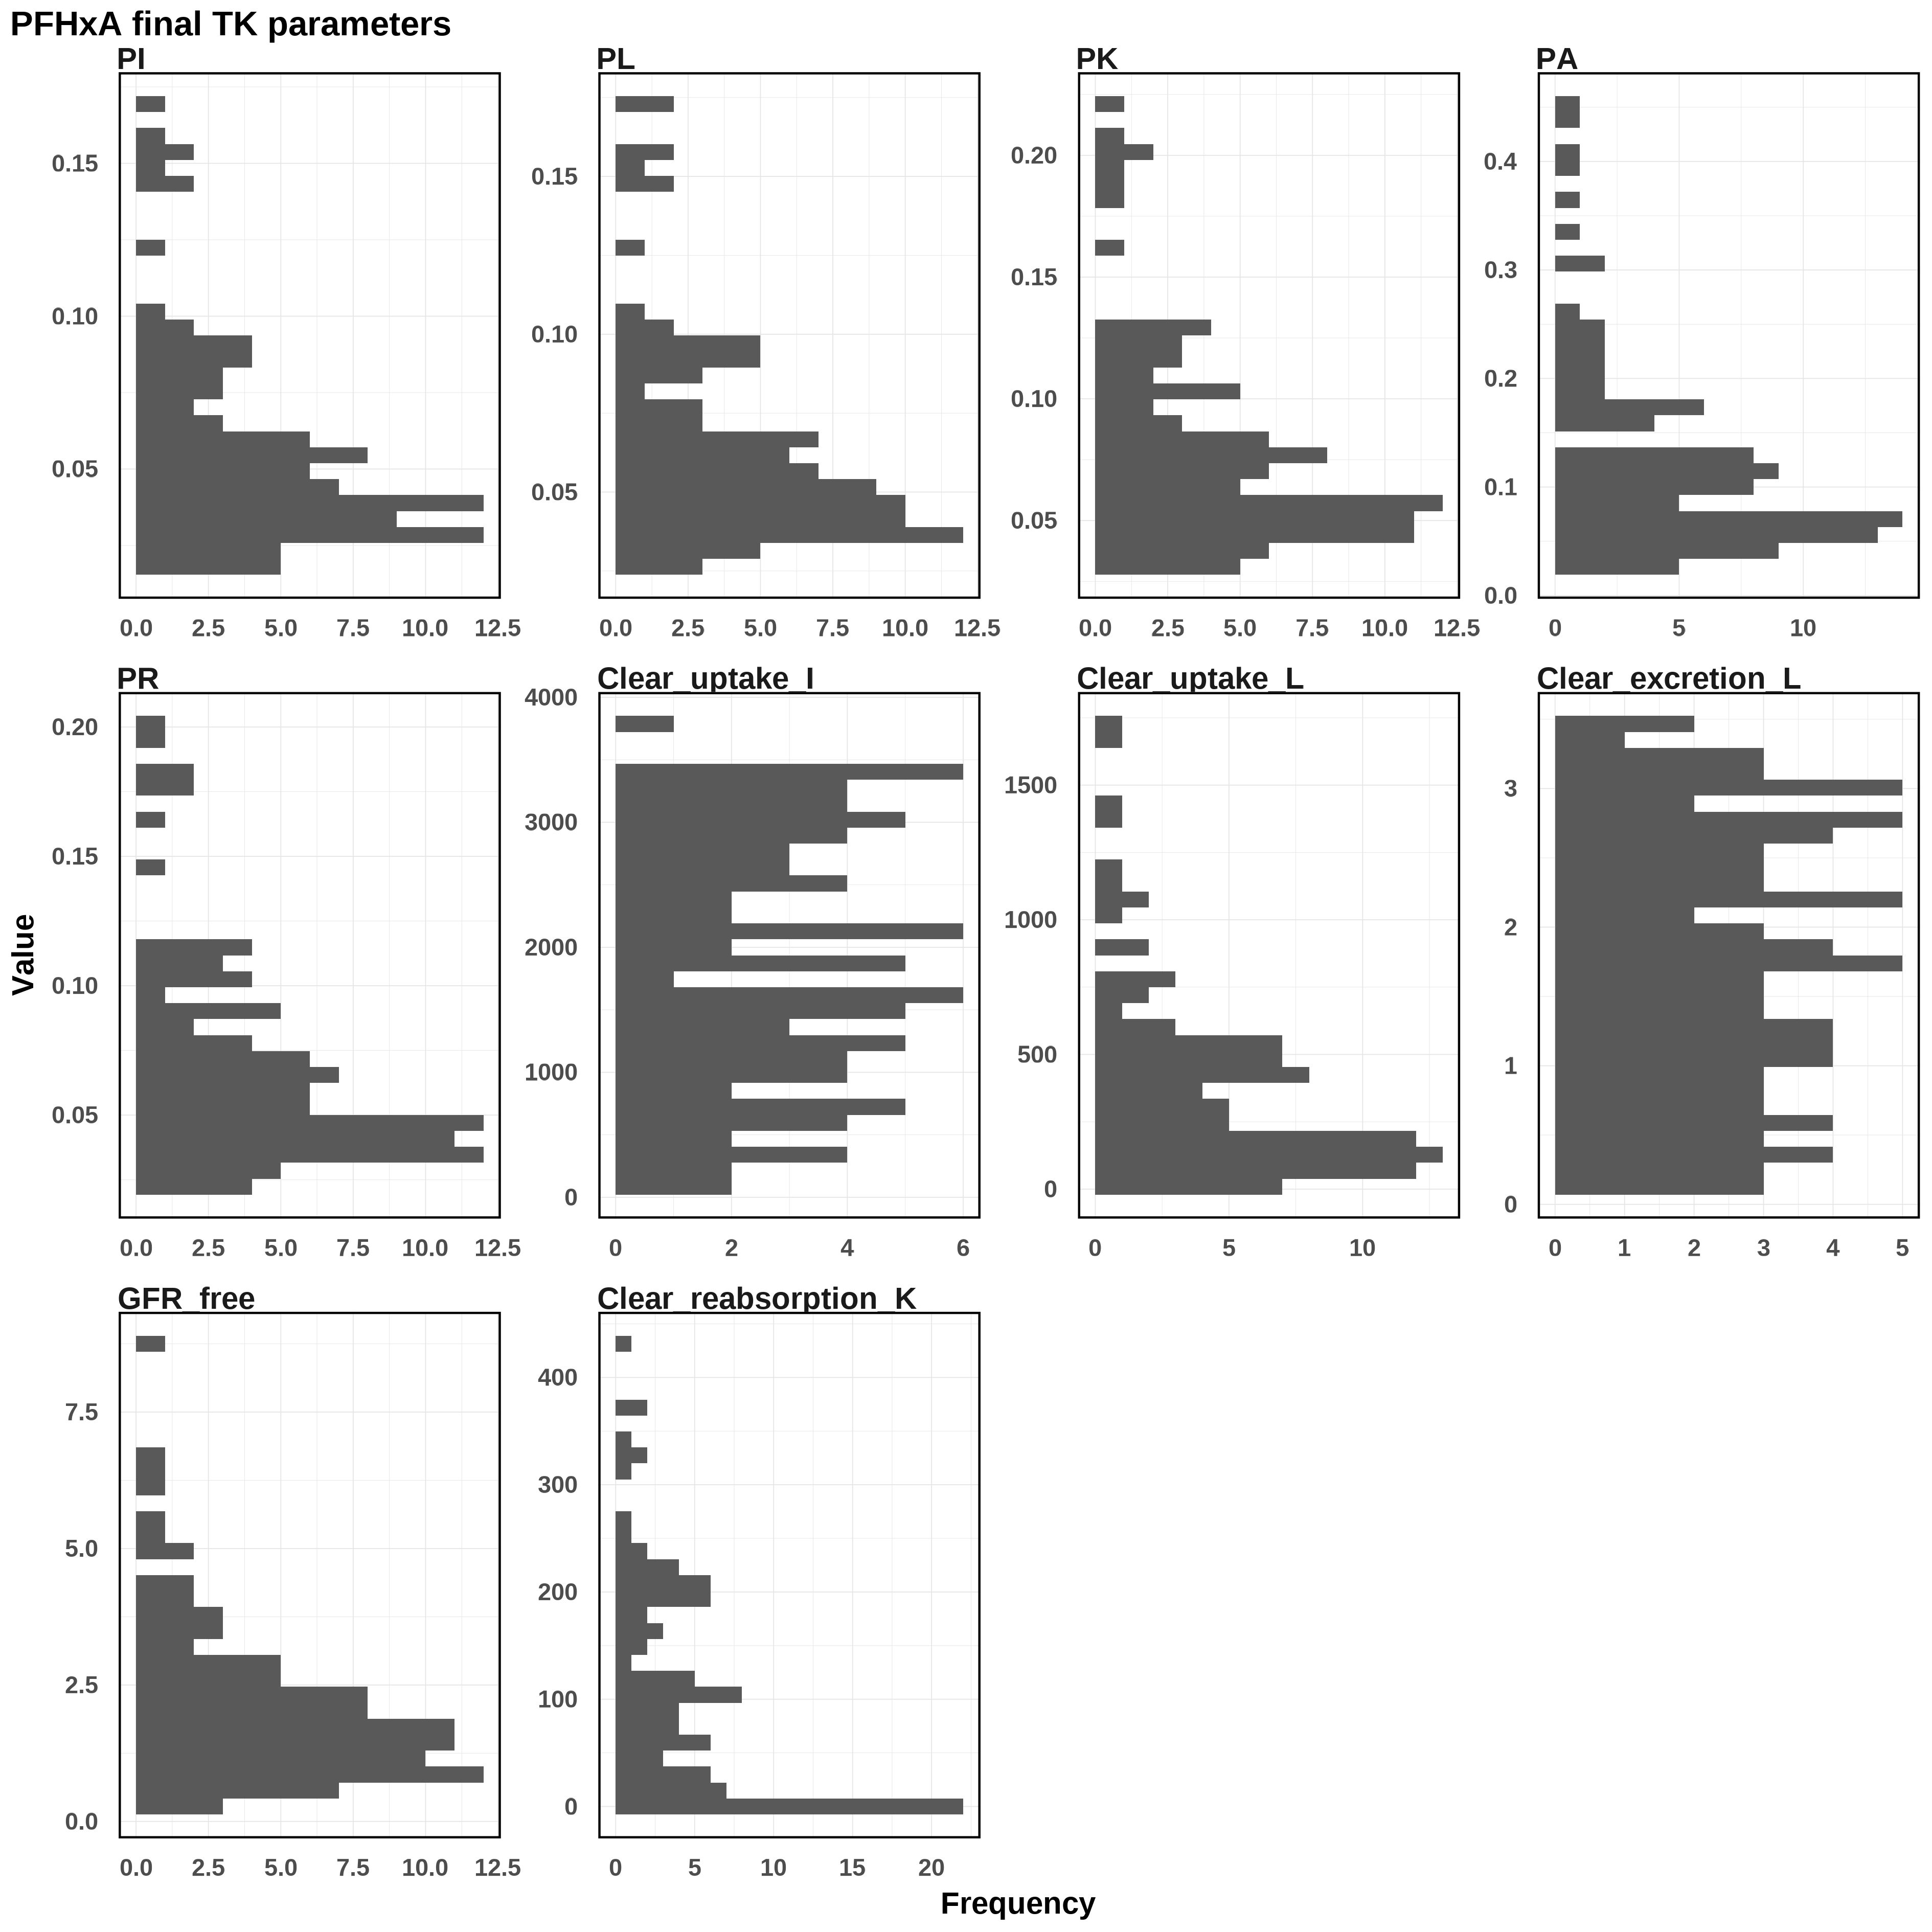 PFHxA final TK parameters
PI PL PK PA
0.15 0.10 0.05
0.0 2.5 5.0 7.5 10.0 12.5
0.15 0.10 0.05
0.0 2.5 5.0 7.5 10.0 12.5
0.20 0.15 0.10 0.05
0.0 2.5 5.0 7.5 10.0 12.5
0.4 0.3 0.2 0.1 0.0
0 5 10
PR Clear_uptake_I Clear_uptake_L Clear_excretion_L
Value
0.20 0.15 0.10 0.05
0.0 2.5 5.0 7.5 10.0 12.5
4000 3000 2000 1000 0
0 2 4 6
1500 1000 500 0
0 5 10
3 2 1 0
0 1 2 3 4 5
GFR_free Clear_reabsorption_K
7.5 5.0 2.5 0.0
0.0 2.5 5.0 7.5 10.0 12.5
400 300 200 100 0
0 5 10 15 20
Frequency